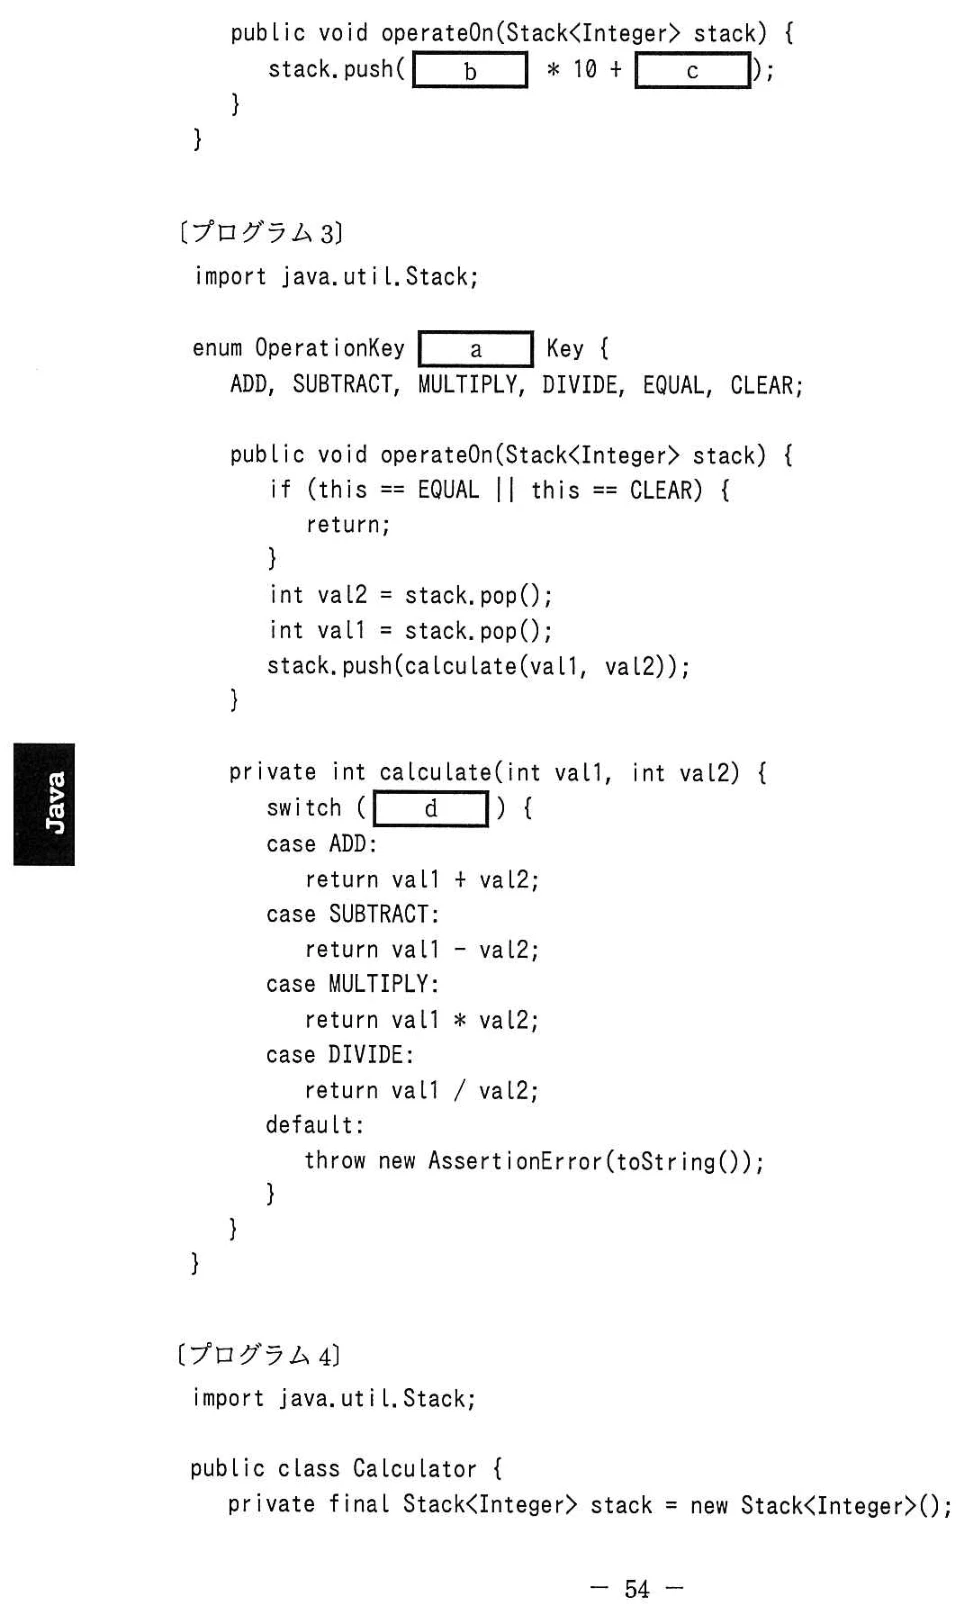 public void operateOn(Stack<Integer> stack) {
stack.push( b * 10 + c );
}
}
〔プログラム 3〕
import java.util.Stack;
enum OperationKey a Key {
ADD, SUBTRACT, MULTIPLY, DIVIDE, EQUAL, CLEAR;
public void operateOn(Stack<Integer> stack) {
if (this == EQUAL || this == CLEAR) {
return;
}
int val2 = stack.pop();
int val1 = stack.pop();
stack.push(calculate(val1, val2));
}
Java
private int calculate(int val1, int val2) {
switch ( d ) {
case ADD:
return val1 + val2;
case SUBTRACT:
return val1 - val2;
case MULTIPLY:
return val1 * val2;
case DIVIDE:
return val1 / val2;
default:
throw new AssertionError(toString());
}
}
}
〔プログラム 4〕
import java.util.Stack;
public class Calculator {
private final Stack<Integer> stack = new Stack<Integer>();
— 54 —